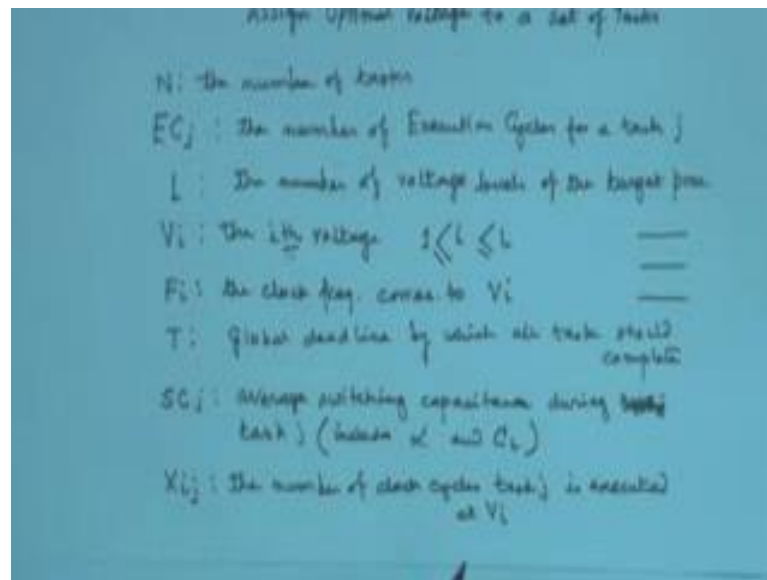 Assign Optimal Voltage to a set of Tasks
N: the number of tasks
ECj : The number of Execution Cycles for a task j
L : The number of voltage levels of the target proc
Vi : The ith voltage 1 ≤ i ≤ L
Fi : the clock freq. corres. to Vi
T : Global deadline by which all task should
complete
SCj : average switching capacitance during
task j (includes α and CL)
Xij : The number of clock cycles task j is executed
at Vi